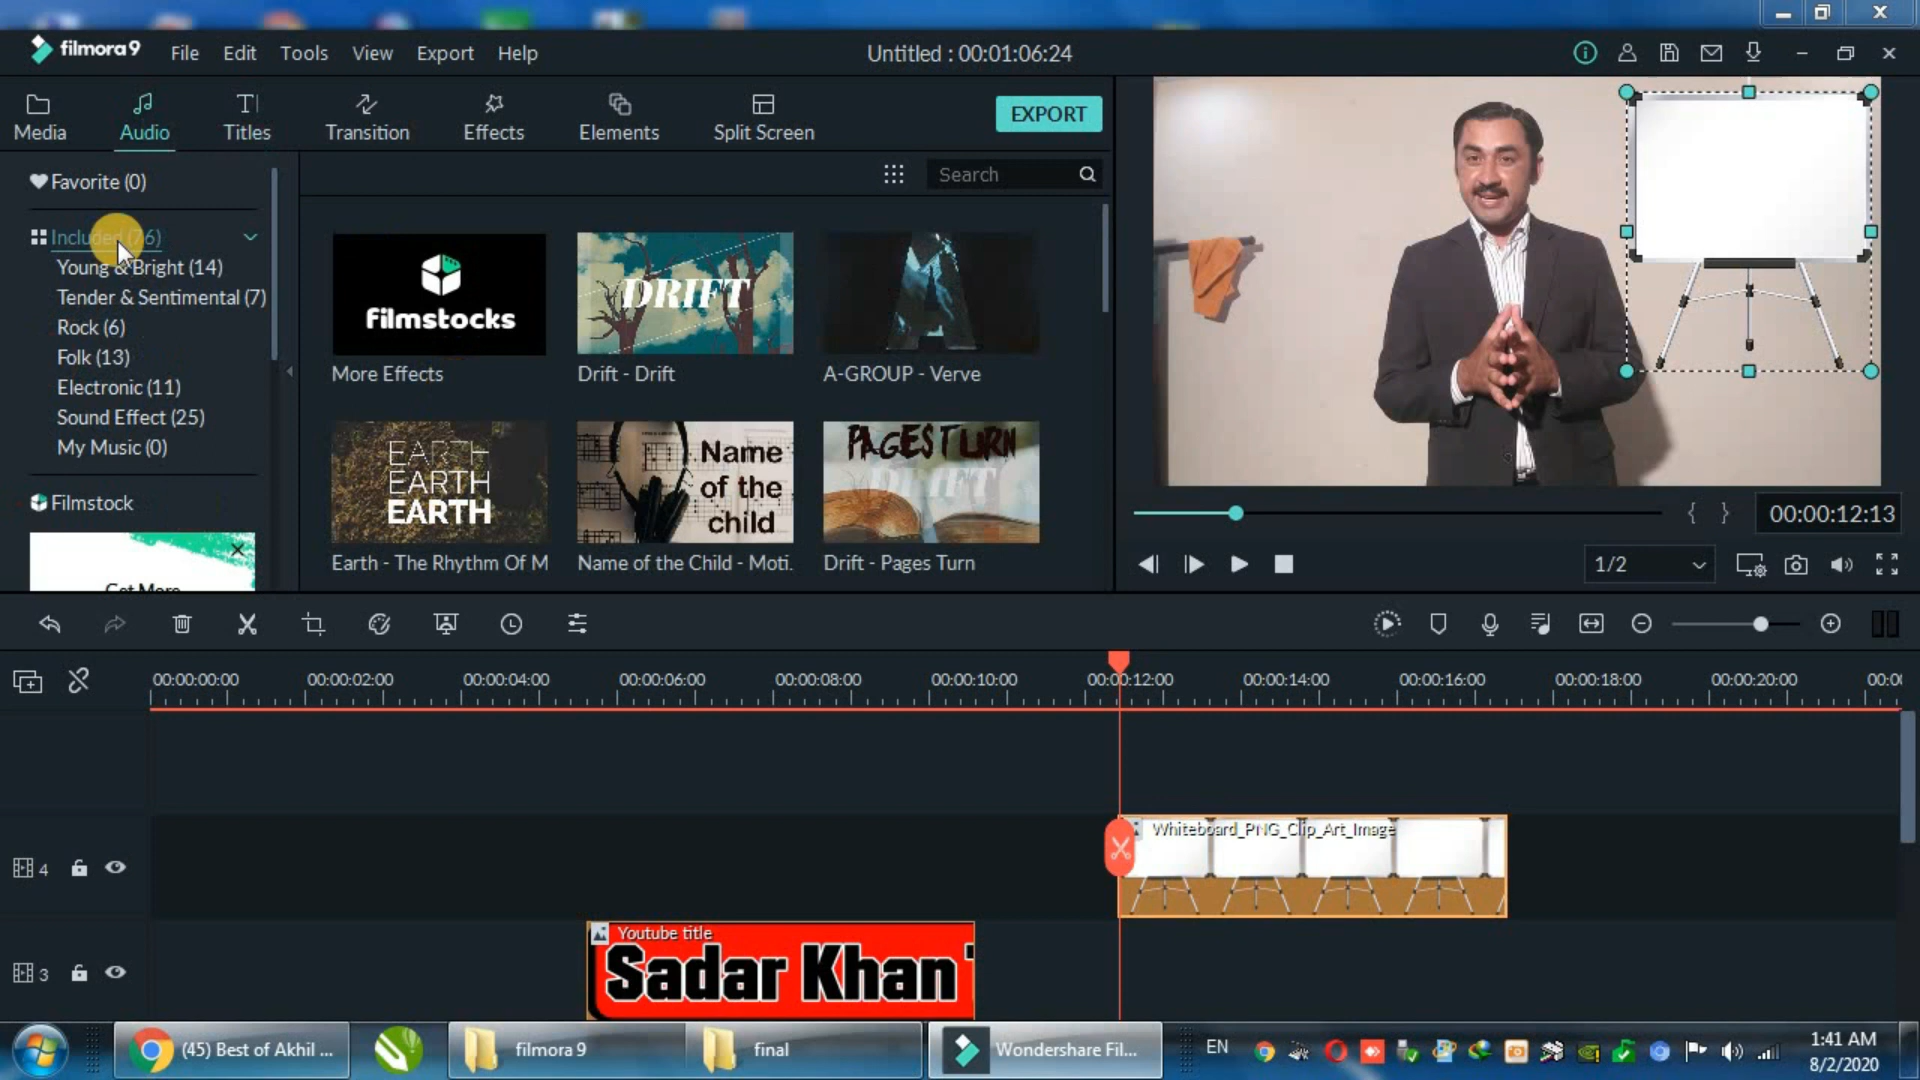 filmora9 File Edit Tools View Export Help Untitled : 00:01:06:24
Media Audio Titles Transition Effects Elements Split Screen EXPORT
Favorite (0)
Search
Included (76)
Young & Bright (14)
Tender & Sentimental (7)
Rock (6)
Folk (13)
Electronic (11)
Sound Effect (25)
My Music (0)
Filmstock
filmstocks
DRIFT
A
More Effects
Drift - Drift
A-GROUP - Verve
EARTH
EARTH
EARTH
Name
of the
child
PAGES TURN
DRIFT
Earth - The Rhythm Of M
Name of the Child - Moti.
Drift - Pages Turn
{ } 00:00:12:13
1/2
00:00:00:00 00:00:02:00 00:00:04:00 00:00:06:00 00:00:08:00 00:00:10:00 00:00:12:00 00:00:14:00 00:00:16:00 00:00:18:00 00:00:20:00
Whiteboard_PNG_Clip_Art_Image
4
Youtube title
Sadar Khan
3
(45) Best of Akhil ...
filmora 9
final
Wondershare Fil...
EN
1:41 AM
8/2/2020